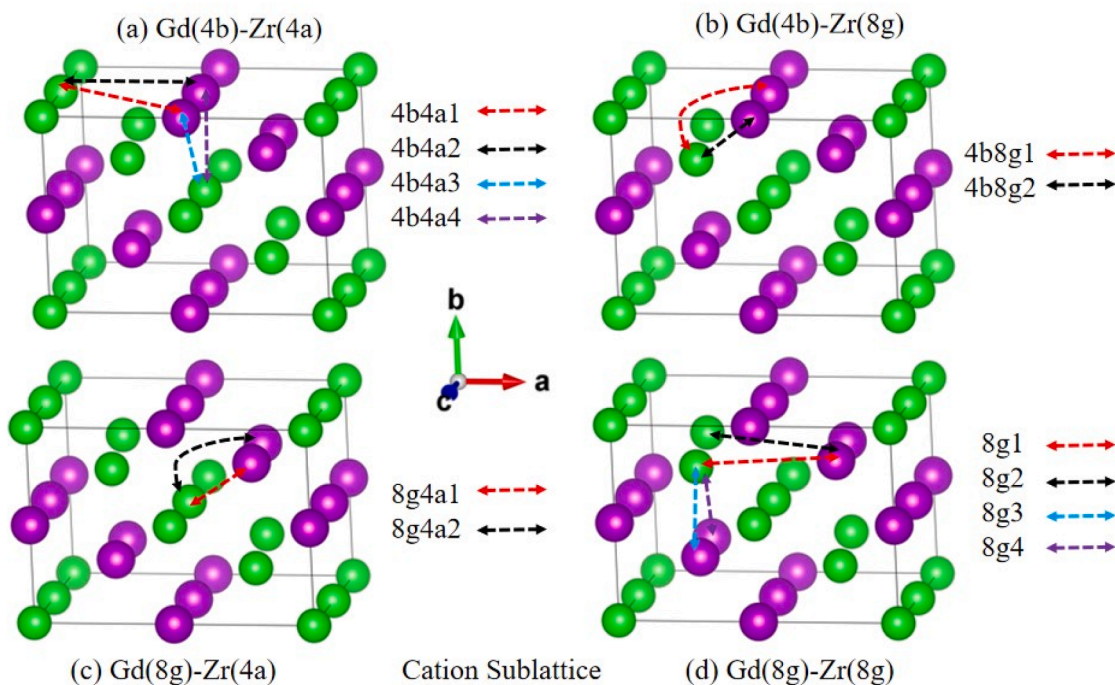 (a) Gd(4b)-Zr(4a)
(b) Gd(4b)-Zr(8g)
4b4a1
4b4a2
4b4a3
4b4a4
4b8g1
4b8g2
b
a
c
8g4a1
8g4a2
8g1
8g2
8g3
8g4
(c) Gd(8g)-Zr(4a)
Cation Sublattice
(d) Gd(8g)-Zr(8g)